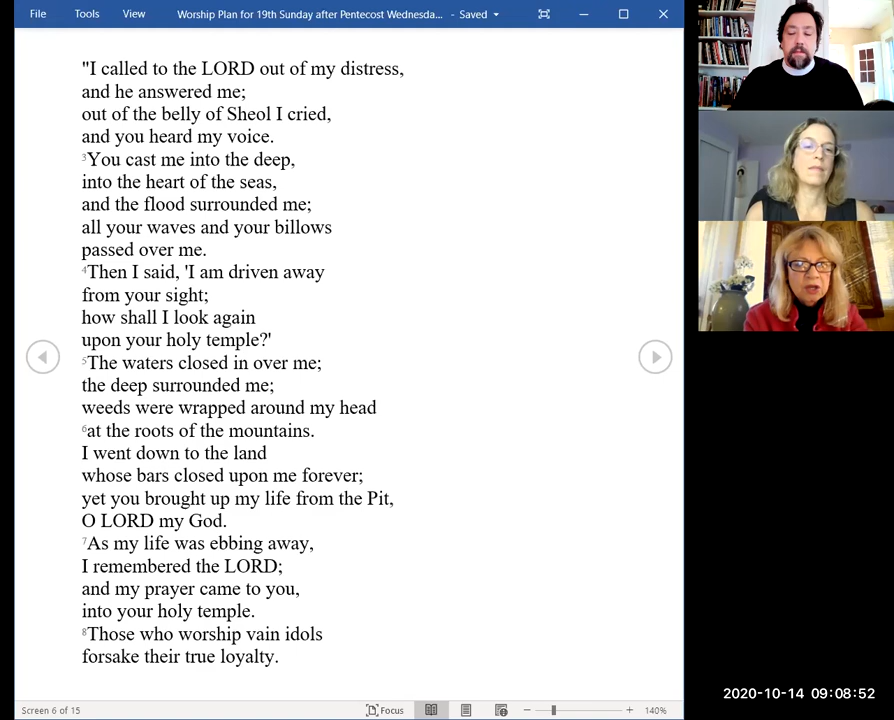 File Tools View Worship Plan for 19th Sunday after Pentecost Wednesda... - Saved
"I called to the LORD out of my distress,
and he answered me;
out of the belly of Sheol I cried,
and you heard my voice.
3You cast me into the deep,
into the heart of the seas,
and the flood surrounded me;
all your waves and your billows
passed over me.
4Then I said, 'I am driven away
from your sight;
how shall I look again
upon your holy temple?'
5The waters closed in over me;
the deep surrounded me;
weeds were wrapped around my head
6at the roots of the mountains.
I went down to the land
whose bars closed upon me forever;
yet you brought up my life from the Pit,
O LORD my God.
7As my life was ebbing away,
I remembered the LORD;
and my prayer came to you,
into your holy temple.
8Those who worship vain idols
forsake their true loyalty.
Screen 6 of 15 Focus 140%
2020-10-14 09:08:52